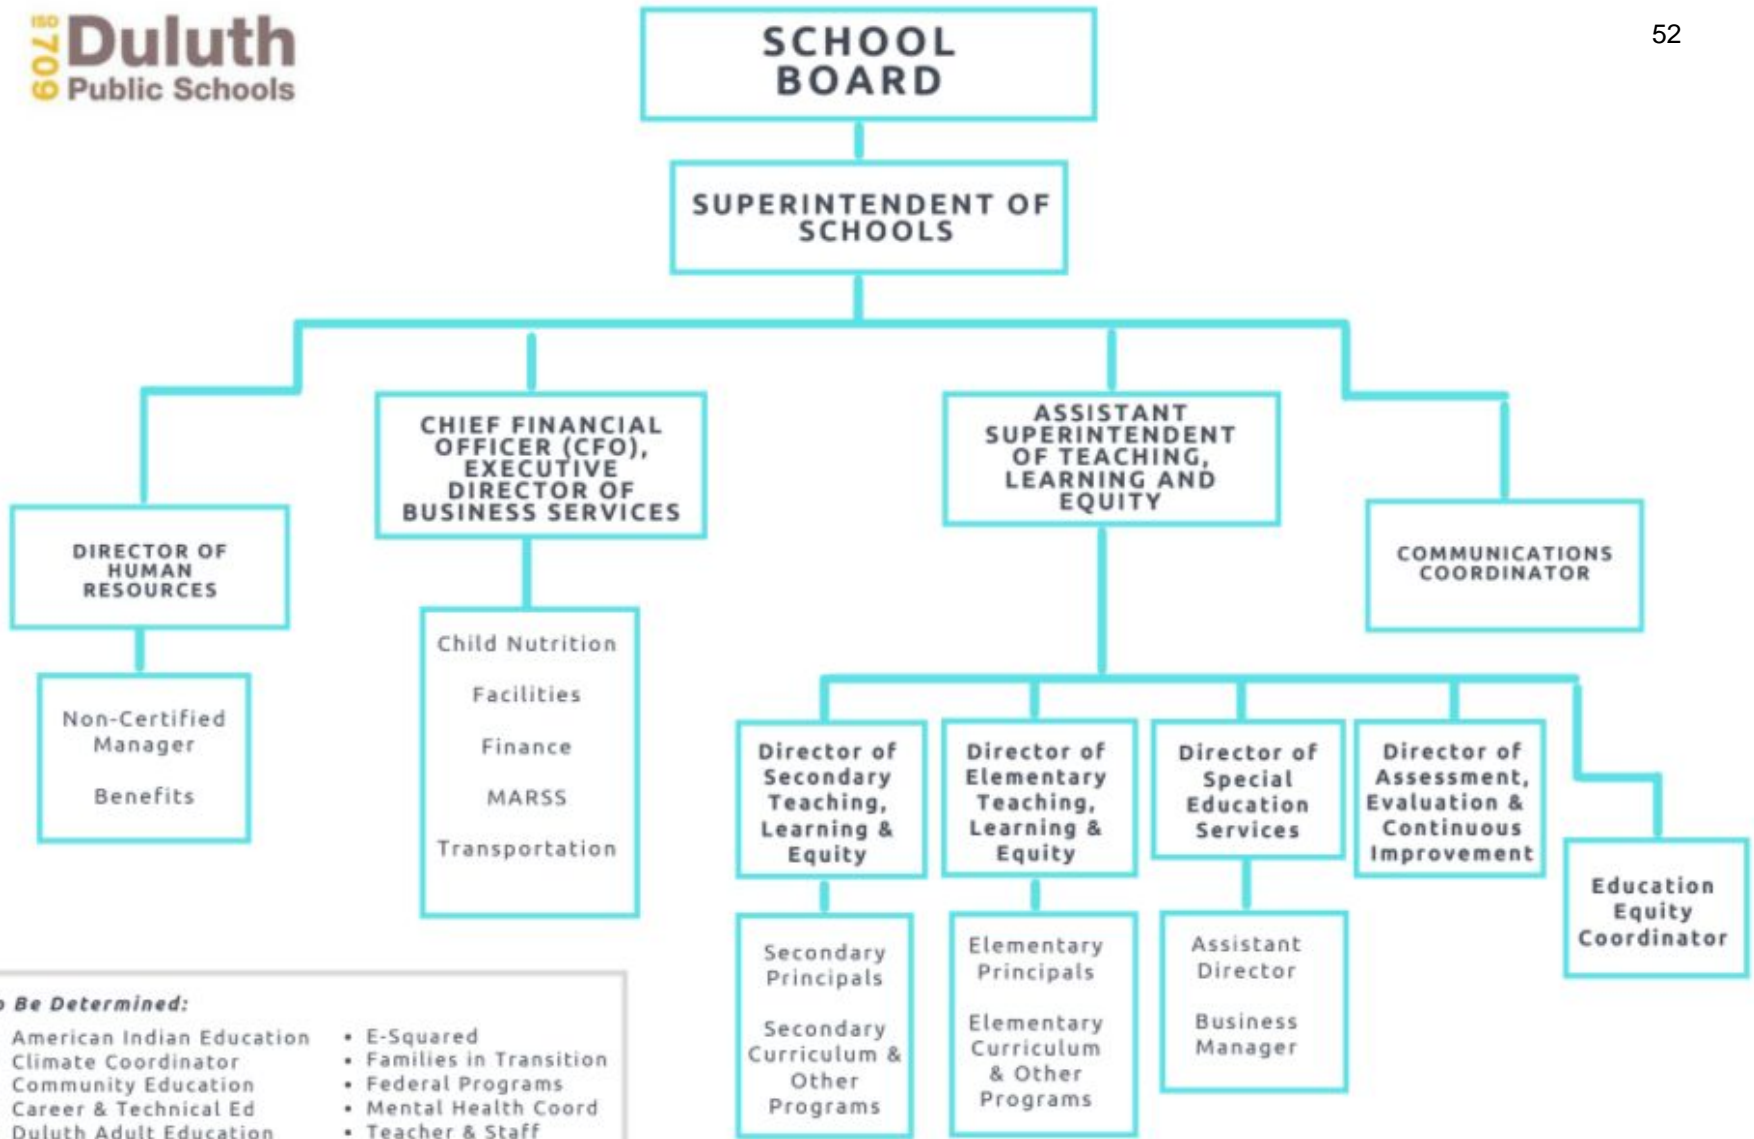 ISD 709
Duluth
Public Schools
52
SCHOOL
BOARD
SUPERINTENDENT OF
SCHOOLS
DIRECTOR OF
HUMAN
RESOURCES
Non-Certified
Manager
Benefits
CHIEF FINANCIAL
OFFICER (CFO),
EXECUTIVE
DIRECTOR OF
BUSINESS SERVICES
Child Nutrition
Facilities
Finance
MARSS
Transportation
ASSISTANT
SUPERINTENDENT
OF TEACHING,
LEARNING AND
EQUITY
COMMUNICATIONS
COORDINATOR
Director of
Secondary
Teaching,
Learning &
Equity
Secondary
Principals
Secondary
Curriculum &
Other
Programs
Director of
Elementary
Teaching,
Learning &
Equity
Elementary
Principals
Elementary
Curriculum
& Other
Programs
Director of
Special
Education
Services
Assistant
Director
Business
Manager
Director of
Assessment,
Evaluation &
Continuous
Improvement
Education
Equity
Coordinator
o Be Determined:
American Indian Education
Climate Coordinator
Community Education
Career & Technical Ed
Duluth Adult Education
• E-Squared
• Families in Transition
• Federal Programs
• Mental Health Coord
• Teacher & Staff